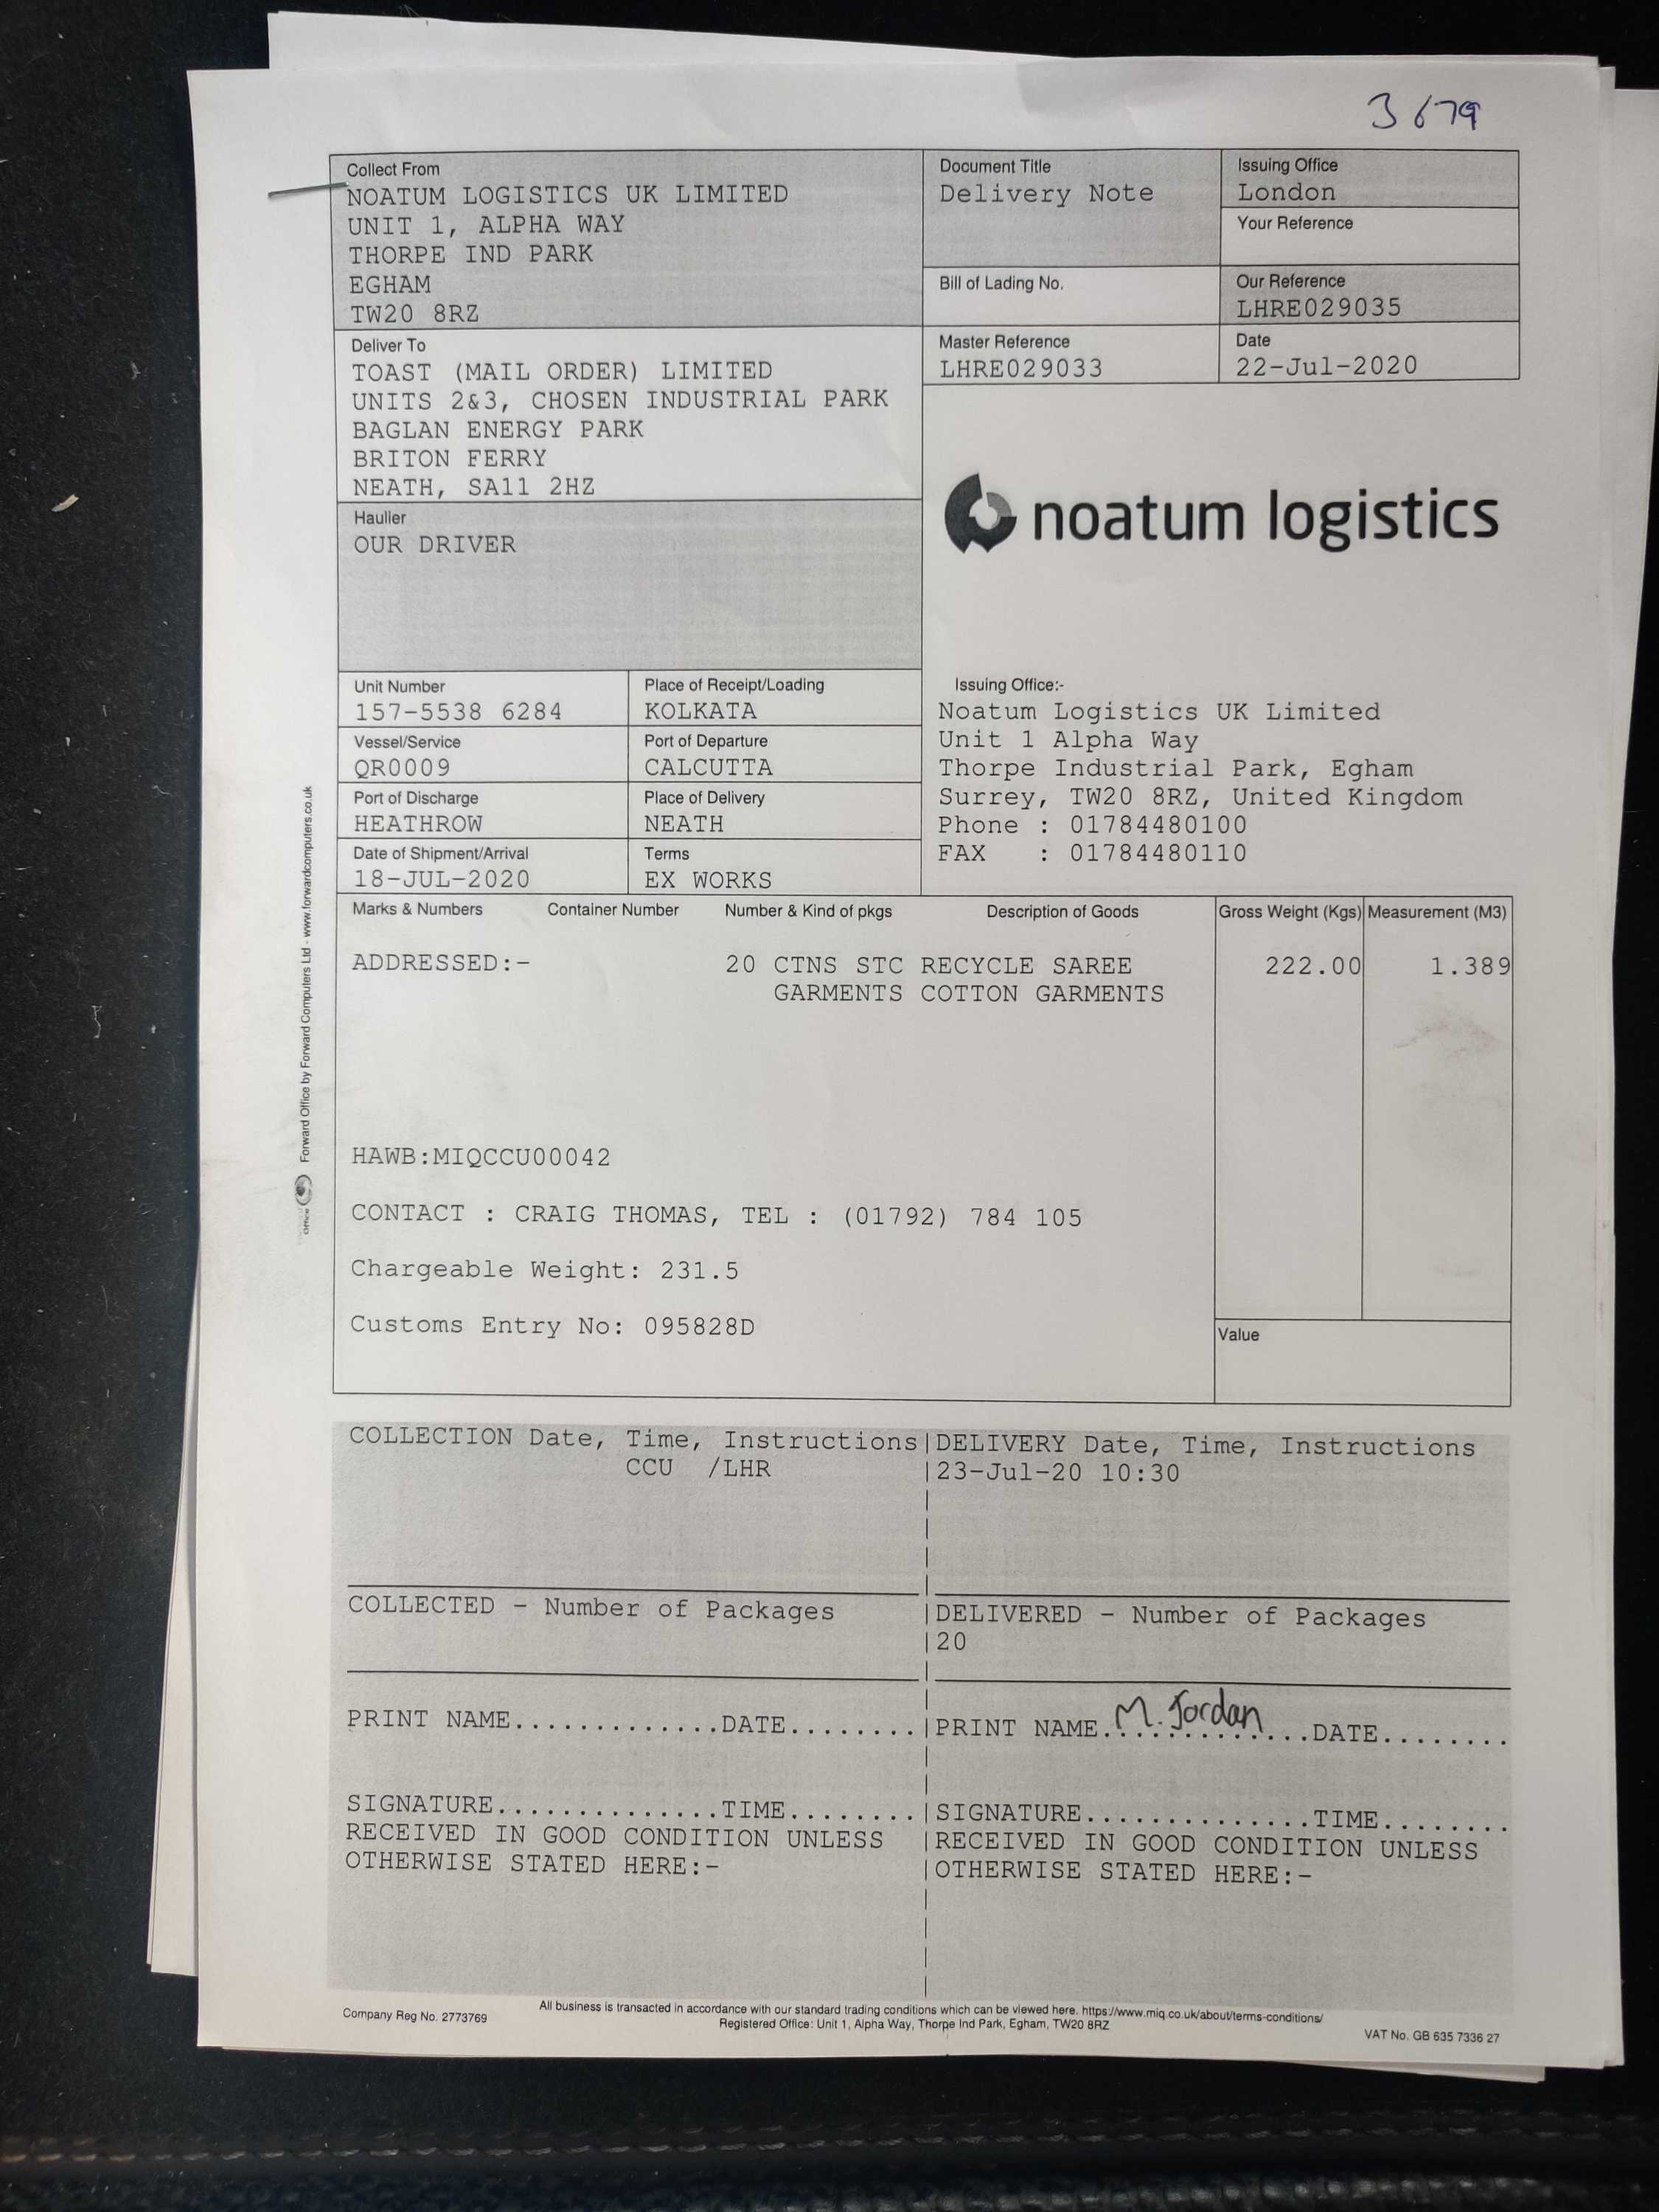 3679
Collect From
NOATUM LOGISTICS UK LIMITED
UNIT 1, ALPHA WAY
THORPE IND PARK
EGHAM
TW20 8RZ
Document Title
Delivery Note
Issuing Office
London
Your Reference
Bill of Lading No.
Our Reference
LHRE029035
Deliver To
TOAST (MAIL ORDER) LIMITED
UNITS 2&3, CHOSEN INDUSTRIAL PARK
BAGLAN ENERGY PARK
BRITON FERRY
NEATH, SA11 2HZ
Master Reference
LHRE029033
Date
22-Jul-2020
noatum logistics
Haulier
OUR DRIVER
Unit Number
157-5538 6284
Place of Receipt/Loading
KOLKATA
Vessel/Service
QR0009
Port of Departure
CALCUTTA
Port of Discharge
HEATHROW
Place of Delivery
NEATH
Date of Shipment/Arrival
18-JUL-2020
Terms
EX WORKS
Issuing Office:-
Noatum Logistics UK Limited
Unit 1 Alpha Way
Thorpe Industrial Park, Egham
Surrey, TW20 8RZ, United Kingdom
Phone : 01784480100
FAX : 01784480110
Marks & Numbers Container Number Number & Kind of pkgs Description of Goods Gross Weight (Kgs) Measurement (M3)
ADDRESSED:- 20 CTNS STC RECYCLE SAREE 222.00 1.389
GARMENTS COTTON GARMENTS
HAWB:MIQCCU00042
CONTACT : CRAIG THOMAS, TEL : (01792) 784 105
Chargeable Weight: 231.5
Customs Entry No: 095828D
Value
Forward Office by Forward Computers Ltd - www.forwardcomputers.co.uk
COLLECTION Date, Time, Instructions
CCU /LHR
DELIVERY Date, Time, Instructions
23-Jul-20 10:30
COLLECTED - Number of Packages
DELIVERED - Number of Packages
20
PRINT NAME.............DATE........
PRINT NAME M. Jordan ...DATE........
SIGNATURE..............TIME........
RECEIVED IN GOOD CONDITION UNLESS
OTHERWISE STATED HERE:-
SIGNATURE..............TIME........
RECEIVED IN GOOD CONDITION UNLESS
OTHERWISE STATED HERE:-
Company Reg No. 2773769
All business is transacted in accordance with our standard trading conditions which can be viewed here. https://www.miq.co.uk/about/terms-conditions/
Registered Office: Unit 1, Alpha Way, Thorpe Ind Park, Egham, TW20 8RZ
VAT No. GB 635 7336 27